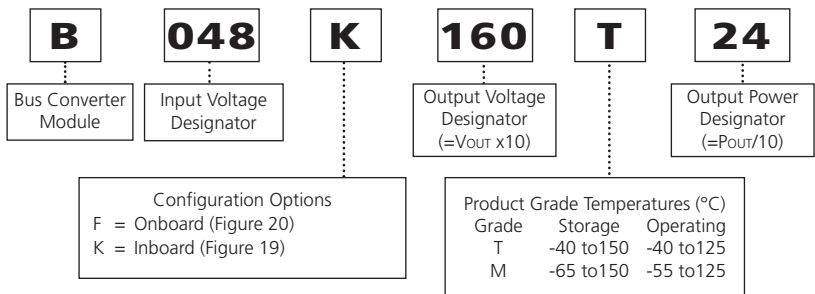 B 048 K 160 T 24
Bus Converter
Module
Input Voltage
Designator
Output Voltage
Designator
(=VOUT x10)
Output Power
Designator
(=POUT/10)
Configuration Options
F = Onboard (Figure 20)
K = Inboard (Figure 19)
Product Grade Temperatures (°C)
Grade Storage Operating
T -40 to150 -40 to125
M -65 to150 -55 to125